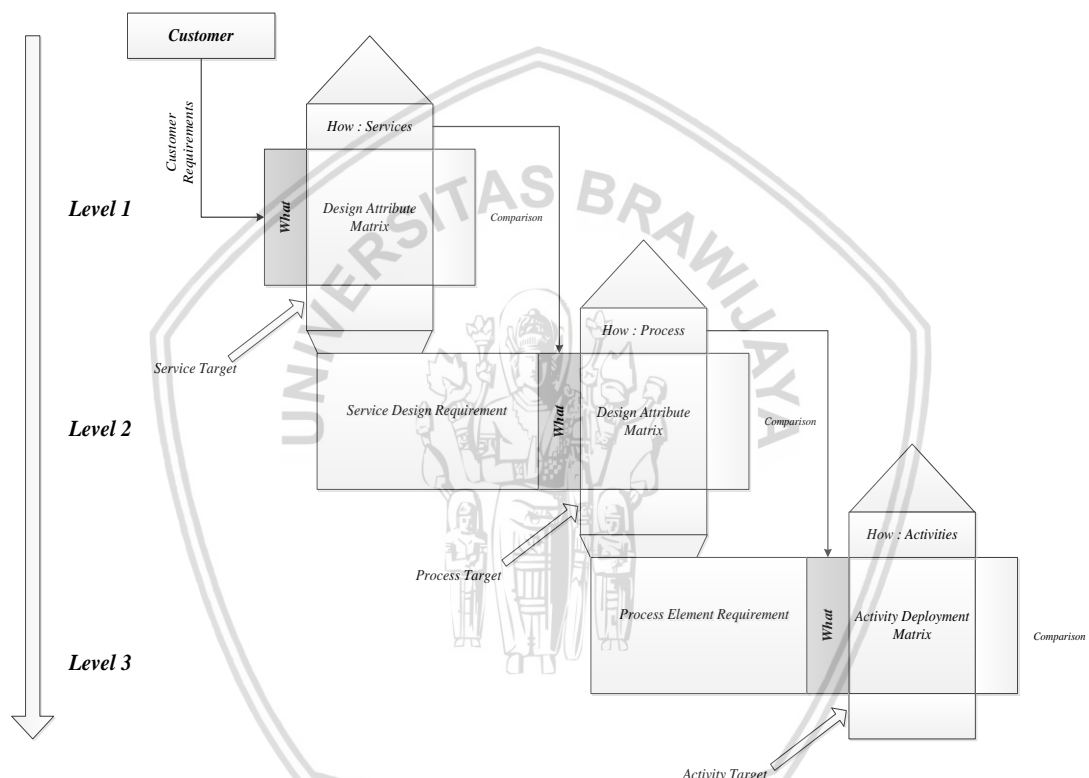 Customer
Customer
Requirements
How : Services
Level 1
What
Design Attribute
Matrix
Comparison
UNIVERSITAS BRAWIJAYA
Service Target
How : Process
Level 2
Service Design Requirement
What
Design Attribute
Matrix
Comparison
Process Target
How : Activities
Level 3
Process Element Requirement
What
Activity Deployment
Matrix
Comparison
Activity Target